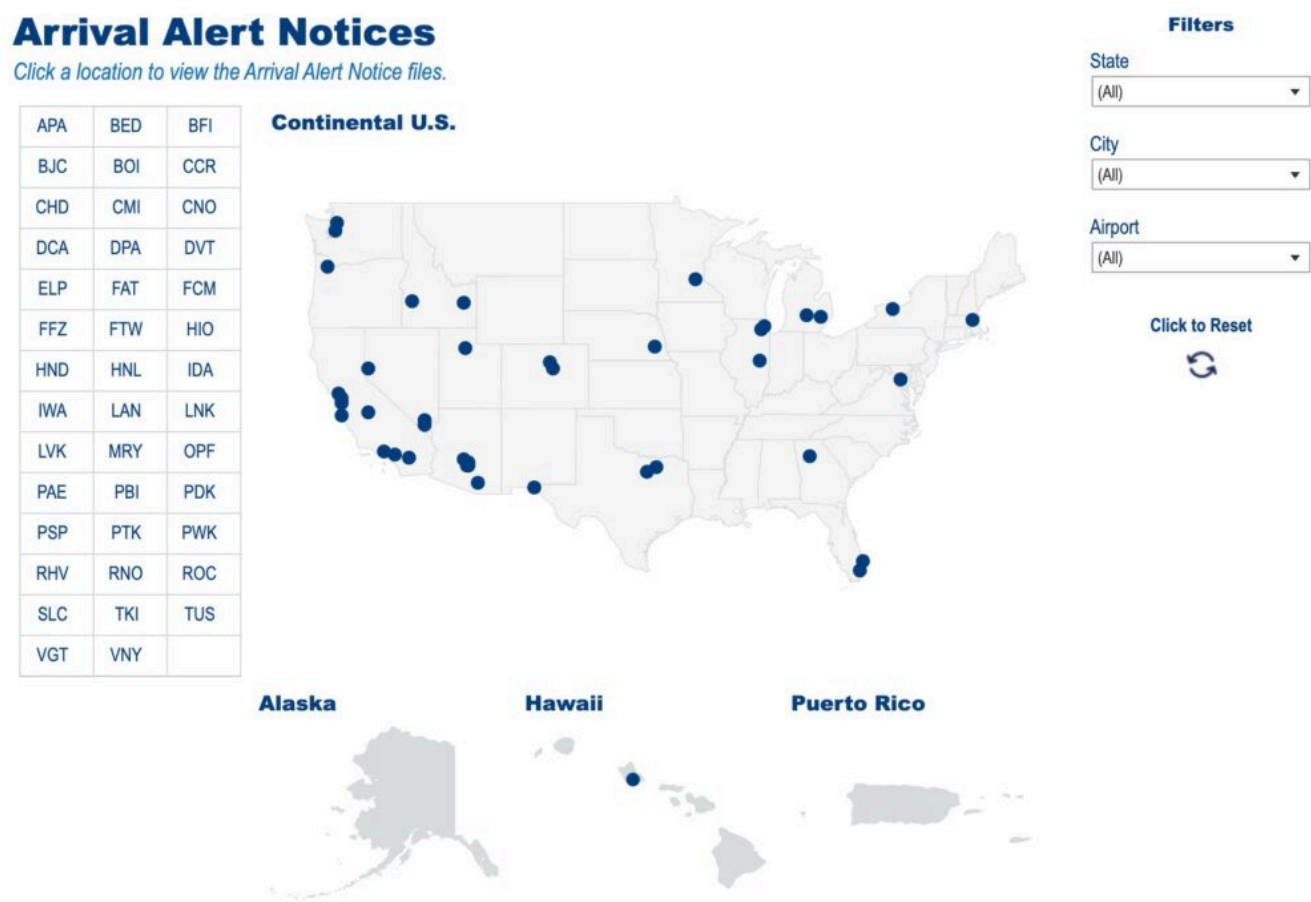 Arrival Alert Notices
Click a location to view the Arrival Alert Notice files.
APA BED BFI
BJC BOI CCR
CHD CMI CNO
DCA DPA DVT
ELP FAT FCM
FFZ FTW HIO
HND HNL IDA
IWA LAN LNK
LVK MRY OPF
PAE PBI PDK
PSP PTK PWK
RHV RNO ROC
SLC TKI TUS
VGT VNY
Continental U.S.
Alaska
Hawaii
Puerto Rico
Filters
State
(All)
City
(All)
Airport
(All)
Click to Reset